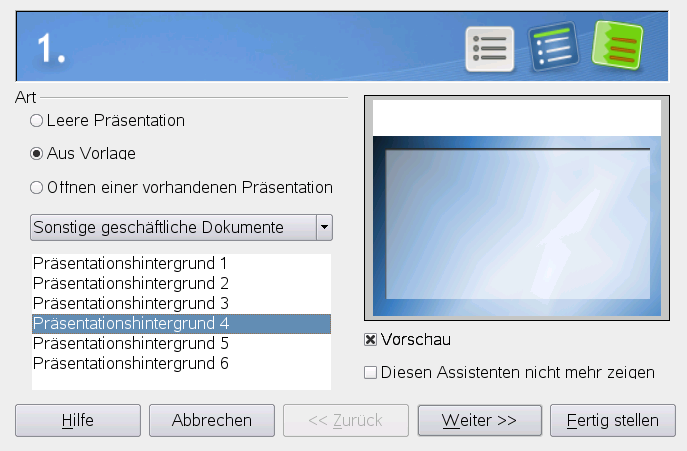 1.
Art
Leere Präsentation
Aus Vorlage
Öffnen einer vorhandenen Präsentation
Sonstige geschäftliche Dokumente
Präsentationshintergrund 1
Präsentationshintergrund 2
Präsentationshintergrund 3
Präsentationshintergrund 4
Präsentationshintergrund 5
Präsentationshintergrund 6
Vorschau
Diesen Assistenten nicht mehr zeigen
Hilfe
Abbrechen
<< Zurück
Weiter >>
Fertig stellen